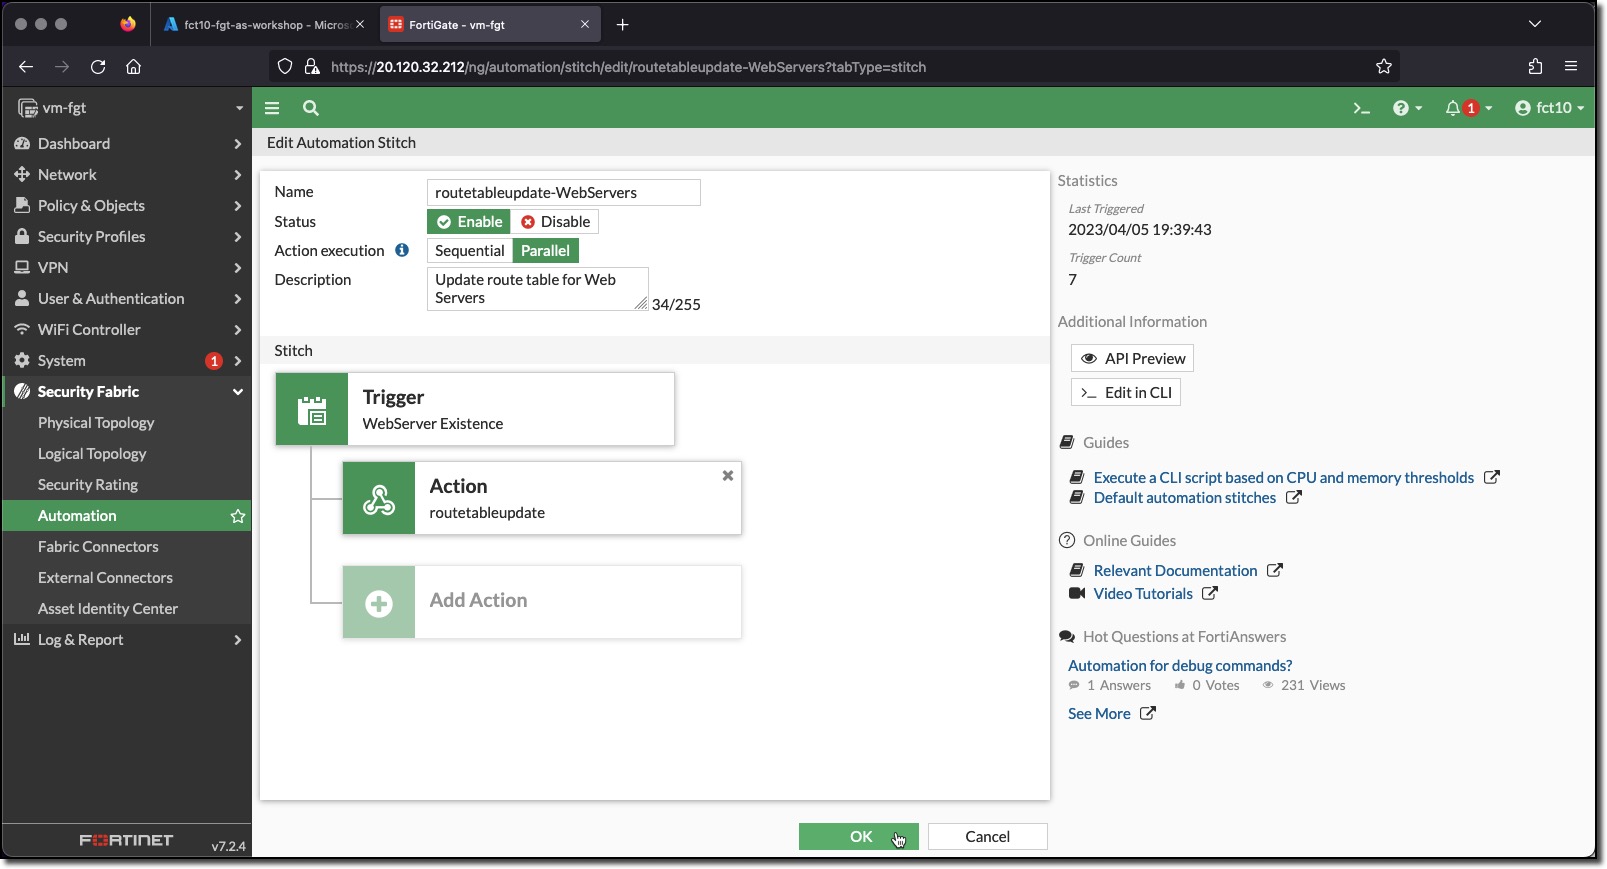 fct10-fgt-as-workshop - Micros
FortiGate - vm-fgt
https://20.120.32.212/ng/automation/stitch/edit/routetableupdate-WebServers?tabType=stitch
vm-fgt
1
fct10
Dashboard
Network
Policy & Objects
Security Profiles
VPN
User & Authentication
WiFi Controller
System 1
Security Fabric
Physical Topology
Logical Topology
Security Rating
Automation
Fabric Connectors
External Connectors
Asset Identity Center
Log & Report
FORTINET
v7.2.4
Edit Automation Stitch
Name routetableupdate-WebServers
Status Enable Disable
Action execution Sequential Parallel
Description Update route table for Web
Servers
34/255
Stitch
Trigger
WebServer Existence
Action
routetableupdate
Add Action
OK Cancel
Statistics
Last Triggered
2023/04/05 19:39:43
Trigger Count
7
Additional Information
API Preview
>_ Edit in CLI
Guides
Execute a CLI script based on CPU and memory thresholds
Default automation stitches
Online Guides
Relevant Documentation
Video Tutorials
Hot Questions at FortiAnswers
Automation for debug commands?
1 Answers 0 Votes 231 Views
See More